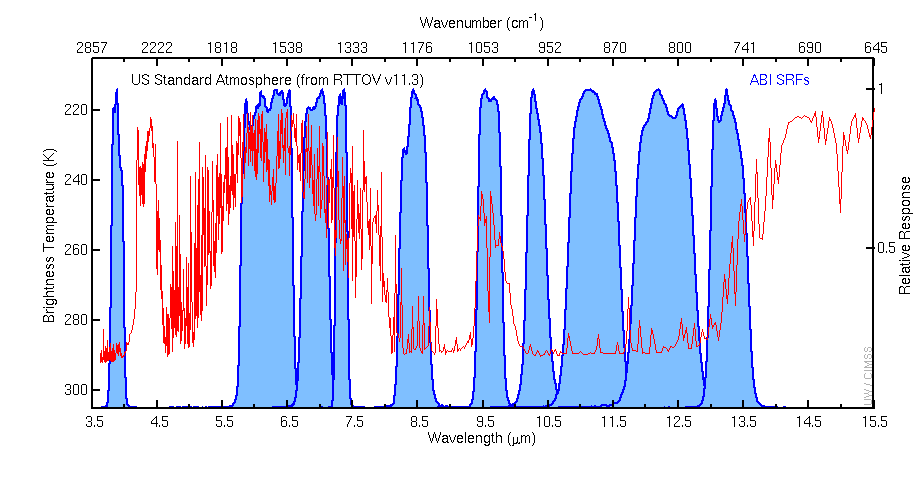 Wavenumber (cm-1)
2857 2222 1818 1538 1333 1176 1053 952 870 800 741 690 645
US Standard Atmosphere (from RTTOV v11.3) ABI SRFs
220
240
260
280
300
Brightness Temperature (K)
1
0.5
Relative Response
UW / CIMSS
3.5 4.5 5.5 6.5 7.5 8.5 9.5 10.5 11.5 12.5 13.5 14.5 15.5
Wavelength (μm)